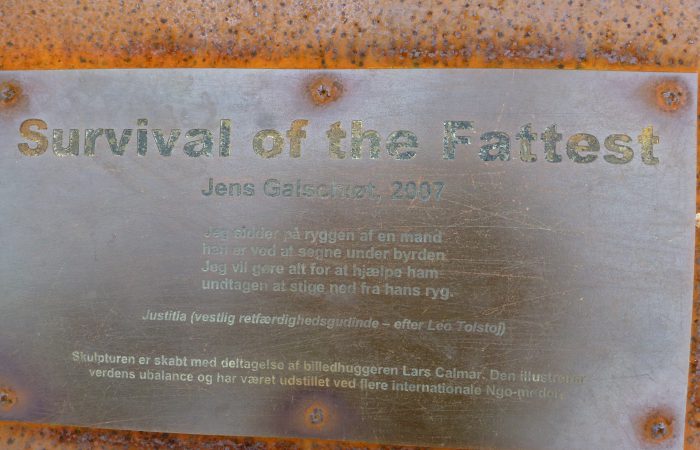 Survival of the Fattest
Jens Galschiøt, 2007
Jeg sidder på ryggen af en mand
han er ved at segne under byrden
Jeg vil gøre alt for at hjælpe ham
undtagen at stige ned fra hans ryg.
Justitia (vestlig retfærdighedsgudinde – efter Leo Tolstoj)
Skulpturen er skabt med deltagelse af billedhuggeren Lars Calmar. Den illustrerer
verdens ubalance og har været udstillet ved flere internationale Ngo-møder.